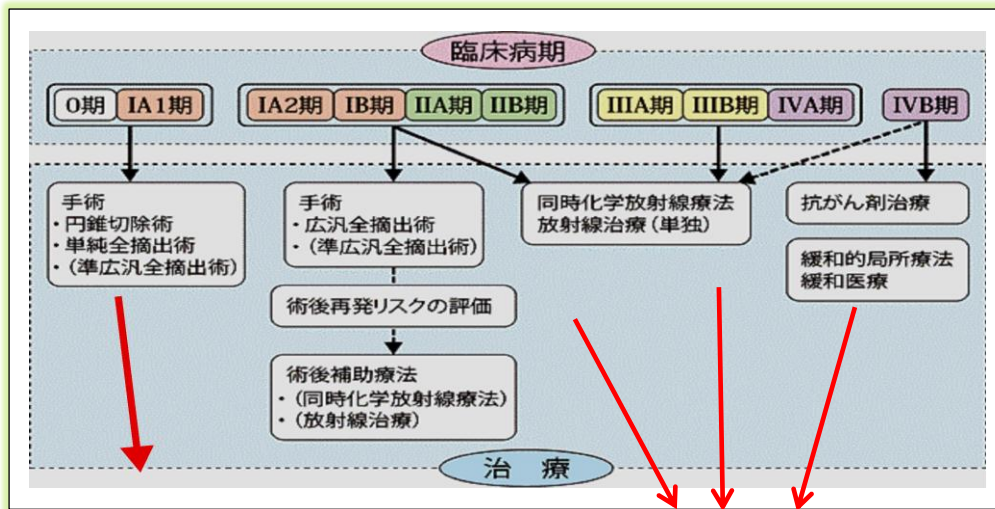 臨床病期
0期 IA1期 IA2期 IB期 IIA期 IIB期 IIIA期 IIIB期 IVA期 IVB期
手術
・円錐切除術
・単純全摘出術
・(準広汎全摘出術)
手術
・広汎全摘出術
・(準広汎全摘出術)
術後再発リスクの評価
術後補助療法
・(同時化学放射線療法)
・(放射線治療)
同時化学放射線療法
放射線治療(単独)
抗がん剤治療
緩和的局所療法
緩和医療
治 療